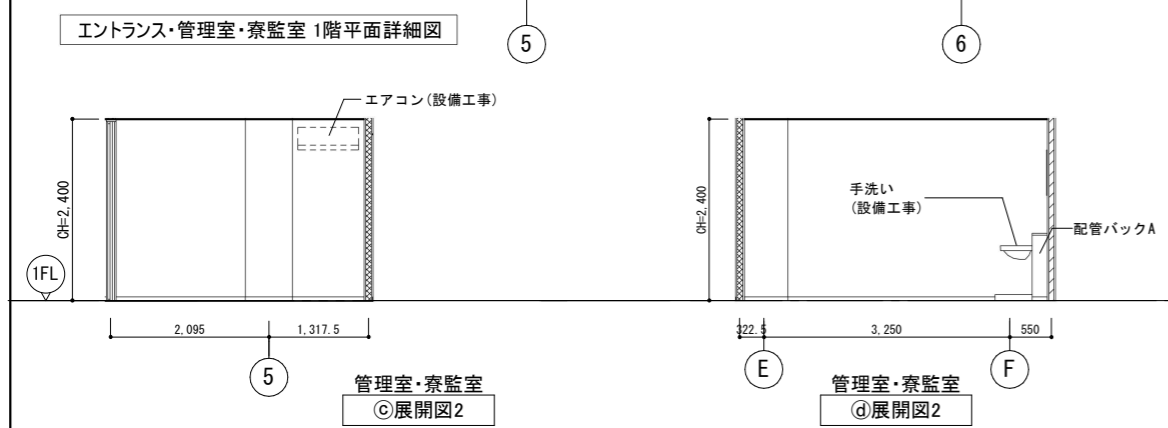 エントランス・管理室・寮監室 1階平面詳細図
5
6
エアコン(設備工事)
CH=2,400
1FL
2,095
1,317.5
5
管理室・寮監室
ⓒ展開図2
CH=2,400
手洗い
(設備工事)
配管バックA
322.5
3,250
550
E
F
管理室・寮監室
ⓓ展開図2